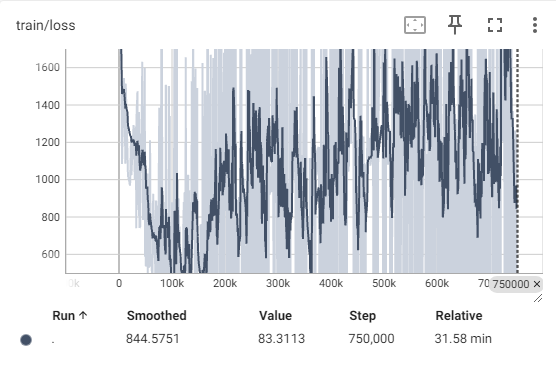 train/loss
1600
1400
1200
1000
800
600
0k 0 100k 200k 300k 400k 500k 600k 70 750000 ×
Run ↑ Smoothed Value Step Relative
. 844.5751 83.3113 750,000 31.58 min